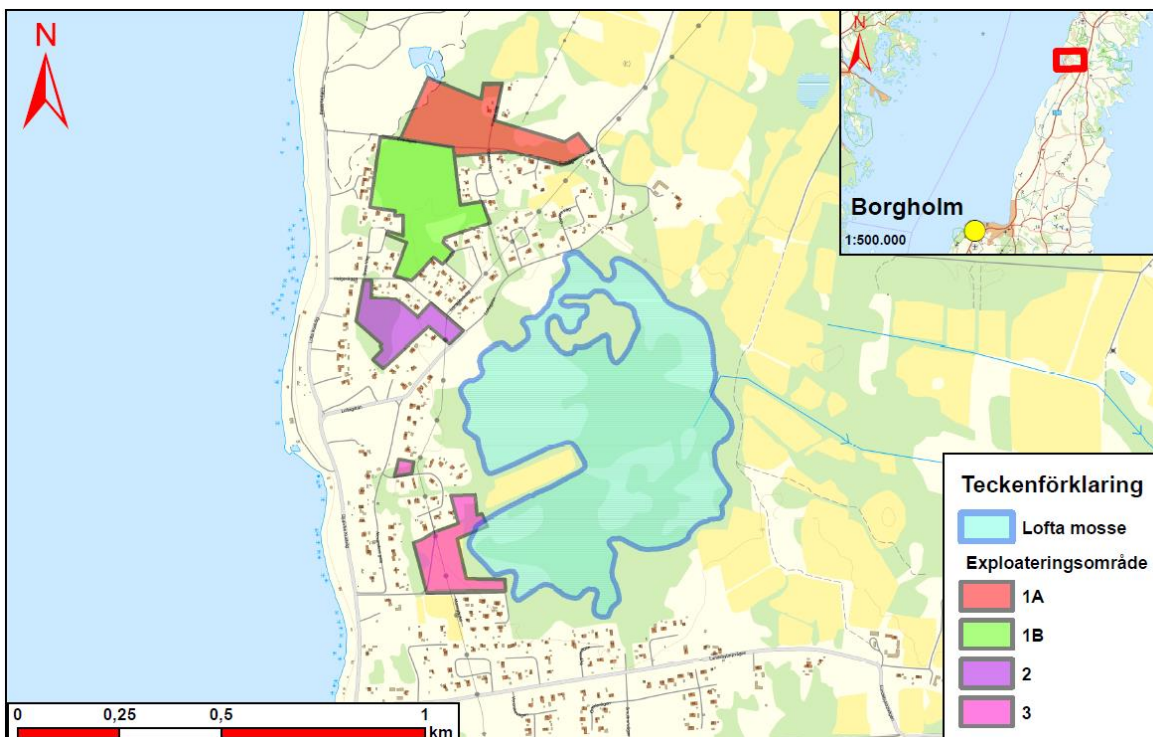 N
N
Borgholm
1:500.000
Teckenförklaring
Lofta mosse
Exploateringsområde
1A
1B
2
3
0 0,25 0,5 1
km